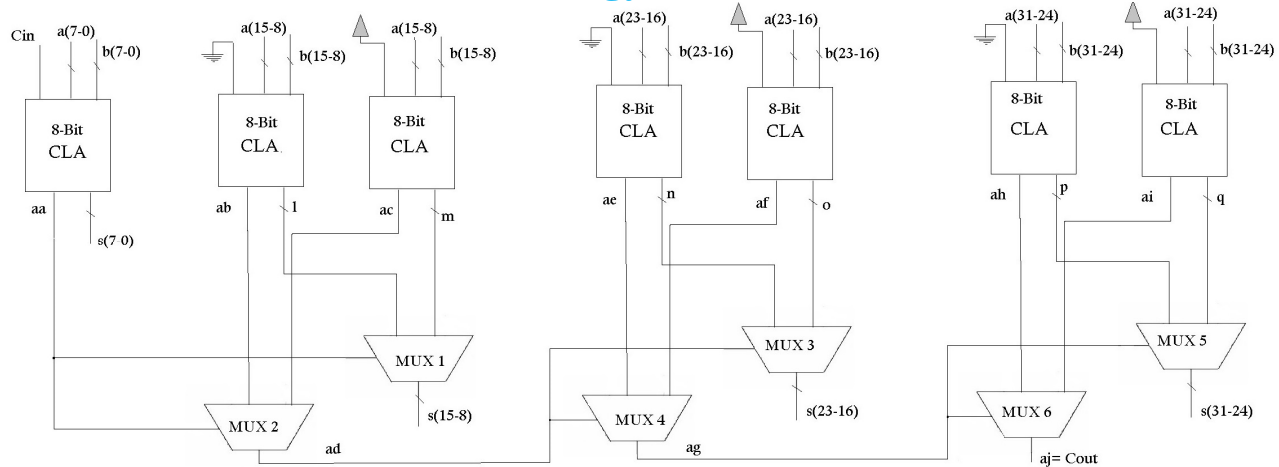 Cin
a(7-0)
b(7-0)
a(15-8)
b(15-8)
a(15-8)
b(15-8)
a(23-16)
b(23-16)
a(23-16)
b(23-16)
a(31-24)
b(31-24)
a(31-24)
b(31-24)
8-Bit
CLA
8-Bit
CLA
8-Bit
CLA
8-Bit
CLA
8-Bit
CLA
8-Bit
CLA
8-Bit
CLA
aa
s(7-0)
ab
l
ac
m
ae
n
af
o
ah
p
ai
q
MUX 1
s(15-8)
MUX 2
ad
MUX 3
s(23-16)
MUX 4
ag
MUX 5
s(31-24)
MUX 6
aj= Cout